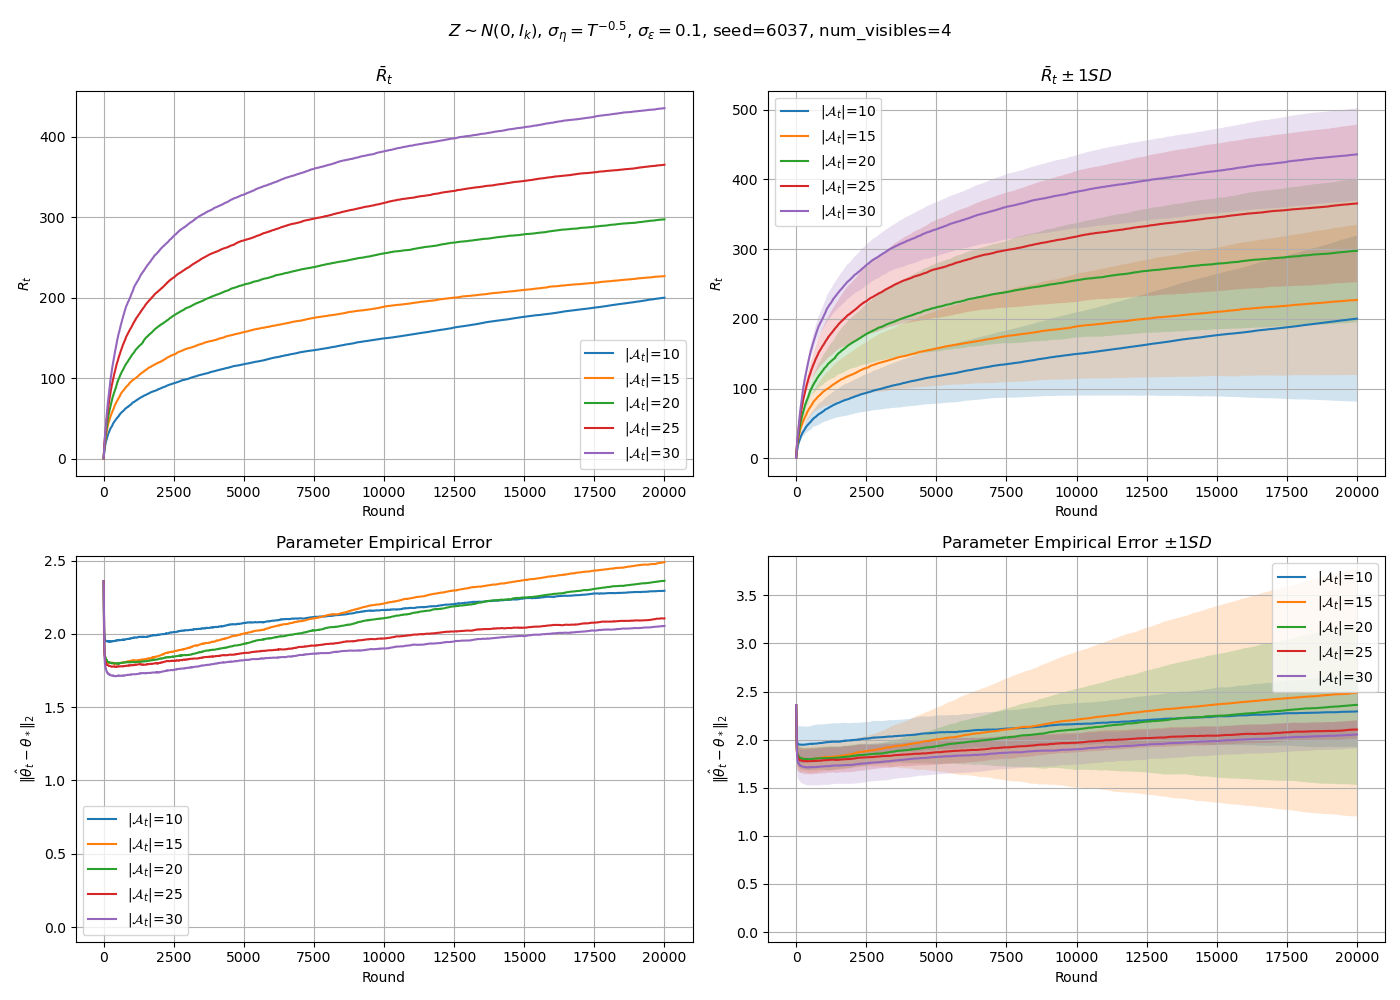 Z ∼ N(0, I_k), σ_η = T^{−0.5}, σ_ε = 0.1, seed=6037, num_visibles=4
R̄_t
R_t
400
300
200
100
0
|𝒜_t|=10
|𝒜_t|=15
|𝒜_t|=20
|𝒜_t|=25
|𝒜_t|=30
0 2500 5000 7500 10000 12500 15000 17500 20000
Round
R̄_t ± 1SD
R_t
500
400
300
200
100
0
|𝒜_t|=10
|𝒜_t|=15
|𝒜_t|=20
|𝒜_t|=25
|𝒜_t|=30
0 2500 5000 7500 10000 12500 15000 17500 20000
Round
Parameter Empirical Error
‖θ̂_t − θ_*‖_2
2.5
2.0
1.5
1.0
0.5
0.0
|𝒜_t|=10
|𝒜_t|=15
|𝒜_t|=20
|𝒜_t|=25
|𝒜_t|=30
0 2500 5000 7500 10000 12500 15000 17500 20000
Round
Parameter Empirical Error ±1SD
‖θ̂_t − θ_*‖_2
3.5
3.0
2.5
2.0
1.5
1.0
0.5
0.0
|𝒜_t|=10
|𝒜_t|=15
|𝒜_t|=20
|𝒜_t|=25
|𝒜_t|=30
0 2500 5000 7500 10000 12500 15000 17500 20000
Round